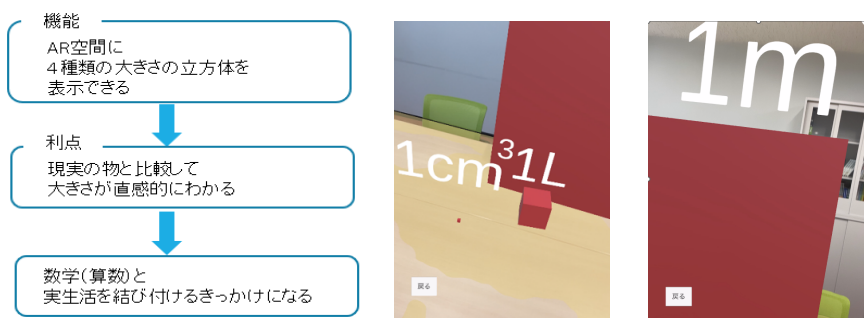 機能
AR空間に
４種類の大きさの立方体を
表示できる
利点
現実の物と比較して
大きさが直感的にわかる
数学(算数)と
実生活を結び付けるきっかけになる
1cm³
1L
戻る
1m
戻る